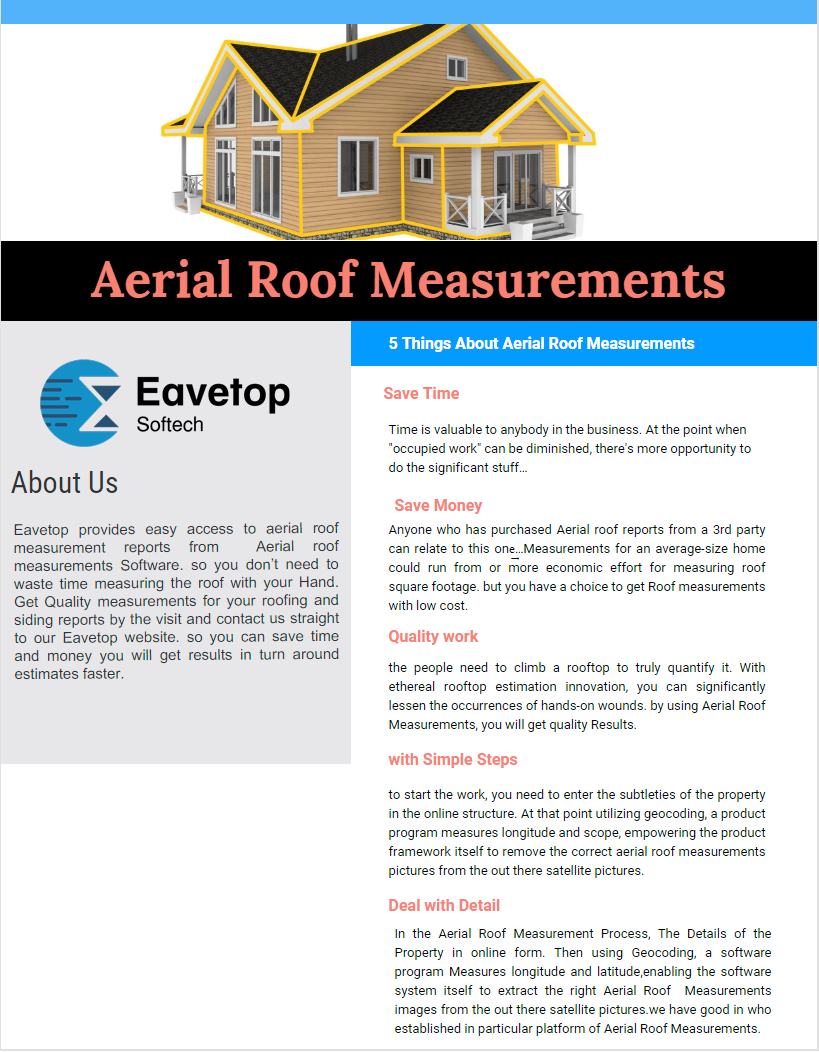 Aerial Roof Measurements
Eavetop
Softech
About Us
Eavetop provides easy access to aerial roof
measurement reports from Aerial roof
measurements Software. so you don't need to
waste time measuring the roof with your Hand.
Get Quality measurements for your roofing and
siding reports by the visit and contact us straight
to our Eavetop website. so you can save time
and money you will get results in turn around
estimates faster.
5 Things About Aerial Roof Measurements
Save Time
Time is valuable to anybody in the business. At the point when
"occupied work" can be diminished, there's more opportunity to
do the significant stuff...
Save Money
Anyone who has purchased Aerial roof reports from a 3rd party
can relate to this one...Measurements for an average-size home
could run from or more economic effort for measuring roof
square footage. but you have a choice to get Roof measurements
with low cost.
Quality work
the people need to climb a rooftop to truly quantify it. With
ethereal rooftop estimation innovation, you can significantly
lessen the occurrences of hands-on wounds. by using Aerial Roof
Measurements, you will get quality Results.
with Simple Steps
to start the work, you need to enter the subtleties of the property
in the online structure. At that point utilizing geocoding, a product
program measures longitude and scope, empowering the product
framework itself to remove the correct aerial roof measurements
pictures from the out there satellite pictures.
Deal with Detail
In the Aerial Roof Measurement Process, The Details of the
Property in online form. Then using Geocoding, a software
program Measures longitude and latitude,enabling the software
system itself to extract the right Aerial Roof Measurements
images from the out there satellite pictures.we have good in who
established in particular platform of Aerial Roof Measurements.